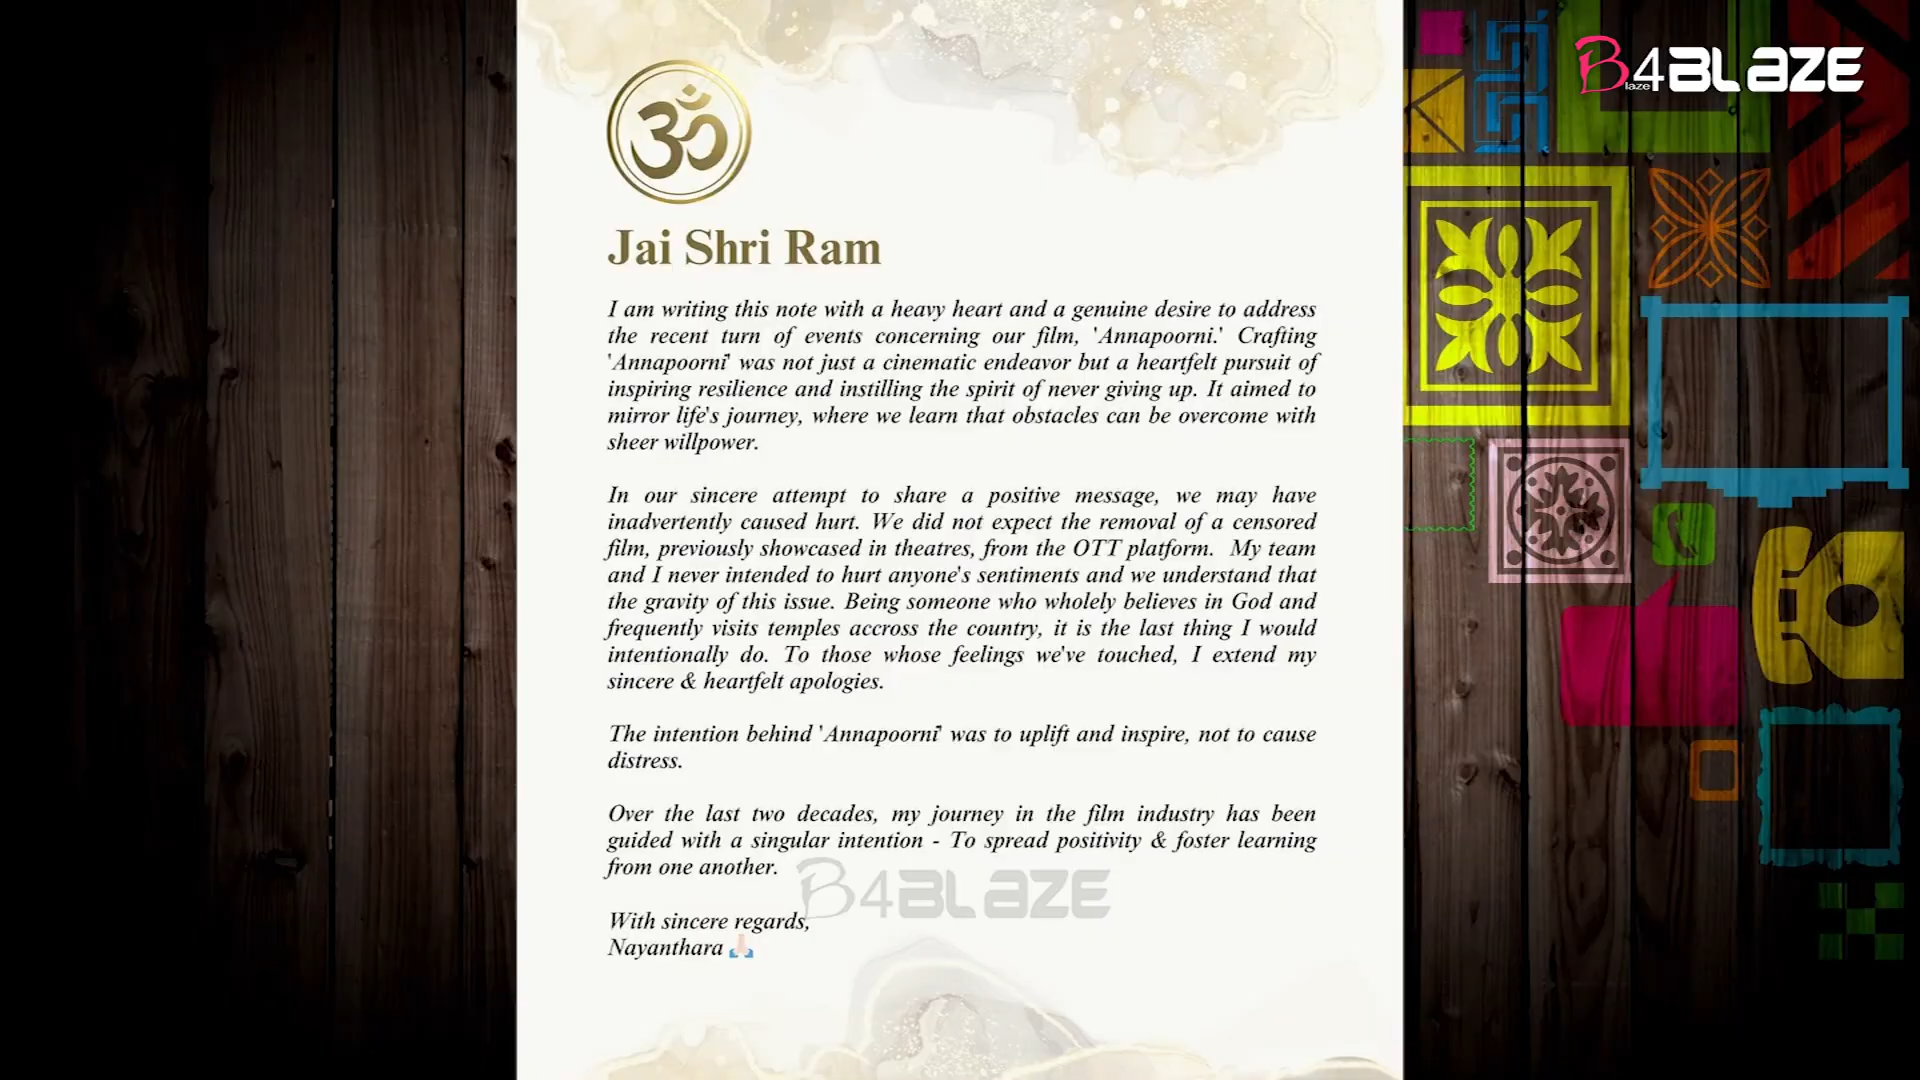 B4BLAZE
laze
ॐ
Jai Shri Ram
I am writing this note with a heavy heart and a genuine desire to address
the recent turn of events concerning our film, 'Annapoorni.' Crafting
'Annapoorni' was not just a cinematic endeavor but a heartfelt pursuit of
inspiring resilience and instilling the spirit of never giving up. It aimed to
mirror life's journey, where we learn that obstacles can be overcome with
sheer willpower.
In our sincere attempt to share a positive message, we may have
inadvertently caused hurt. We did not expect the removal of a censored
film, previously showcased in theatres, from the OTT platform. My team
and I never intended to hurt anyone's sentiments and we understand that
the gravity of this issue. Being someone who wholely believes in God and
frequently visits temples accross the country, it is the last thing I would
intentionally do. To those whose feelings we've touched, I extend my
sincere & heartfelt apologies.
The intention behind 'Annapoorni' was to uplift and inspire, not to cause
distress.
Over the last two decades, my journey in the film industry has been
guided with a singular intention - To spread positivity & foster learning
from one another.
B4BLAZE
With sincere regards,
Nayanthara 🙏